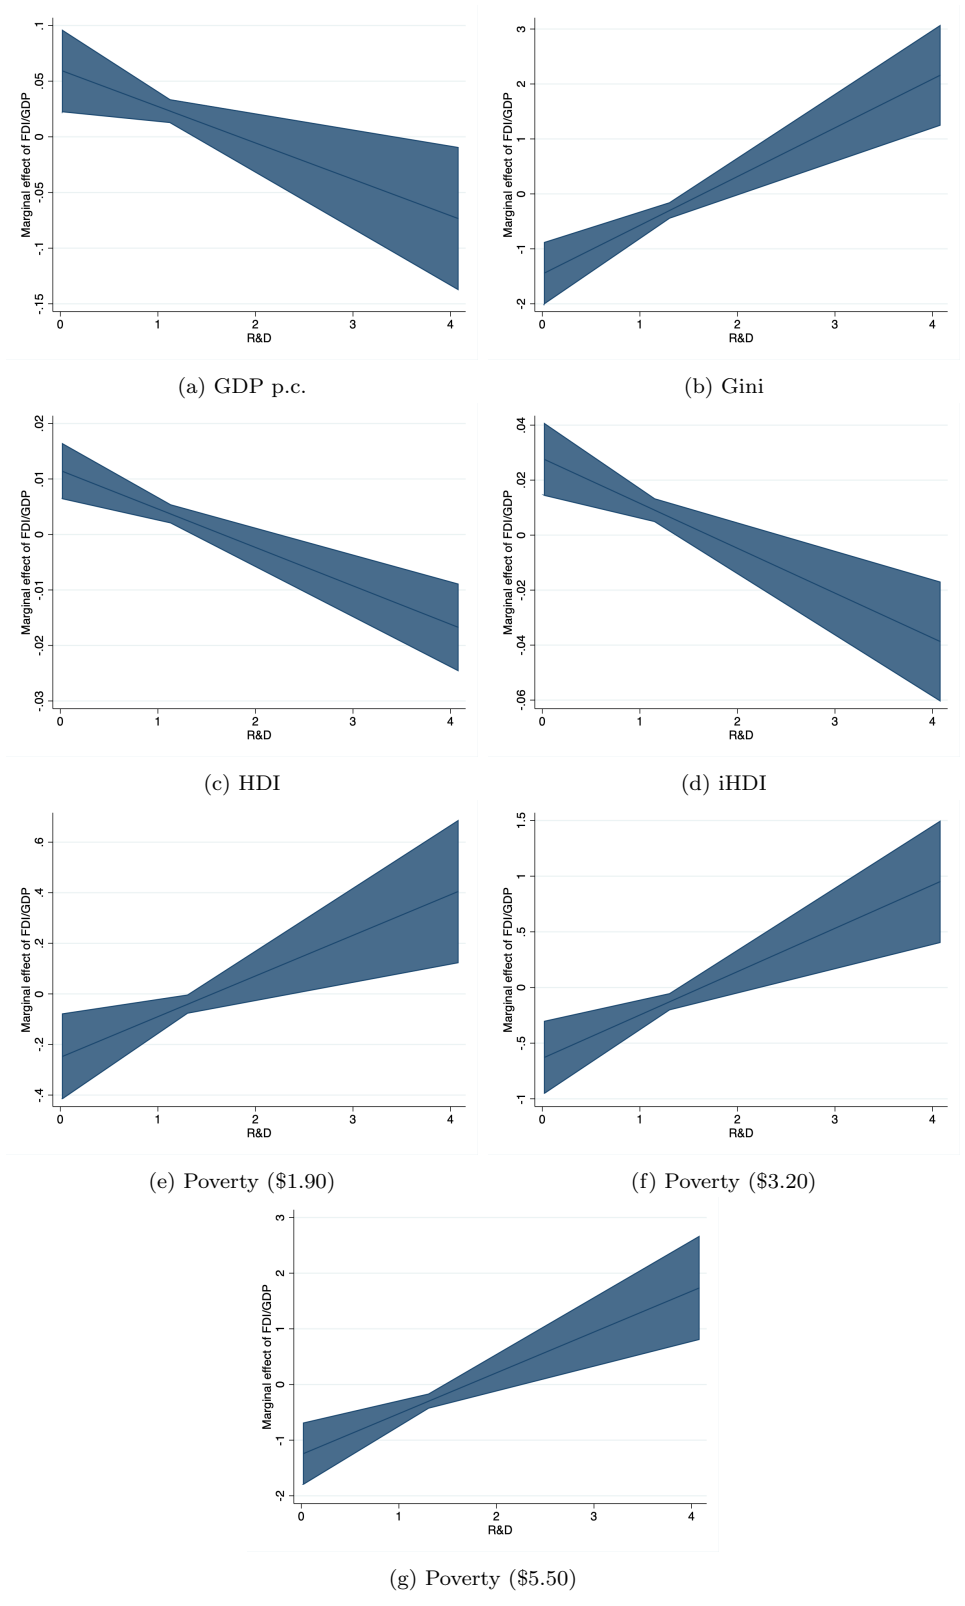 .1
.05
0
-.05
-.1
-.15
Marginal effect of FDI/GDP
0 1 2 3 4
R&D
(a) GDP p.c.
3
2
1
0
-1
-2
Marginal effect of FDI/GDP
0 1 2 3 4
R&D
(b) Gini
.02
.01
0
-.01
-.02
-.03
Marginal effect of FDI/GDP
0 1 2 3 4
R&D
(c) HDI
.04
.02
0
-.02
-.04
-.06
Marginal effect of FDI/GDP
0 1 2 3 4
R&D
(d) iHDI
.6
.4
.2
0
-.2
-.4
Marginal effect of FDI/GDP
0 1 2 3 4
R&D
(e) Poverty ($1.90)
1.5
1
.5
0
-.5
-1
Marginal effect of FDI/GDP
0 1 2 3 4
R&D
(f) Poverty ($3.20)
3
2
1
0
-1
-2
Marginal effect of FDI/GDP
0 1 2 3 4
R&D
(g) Poverty ($5.50)